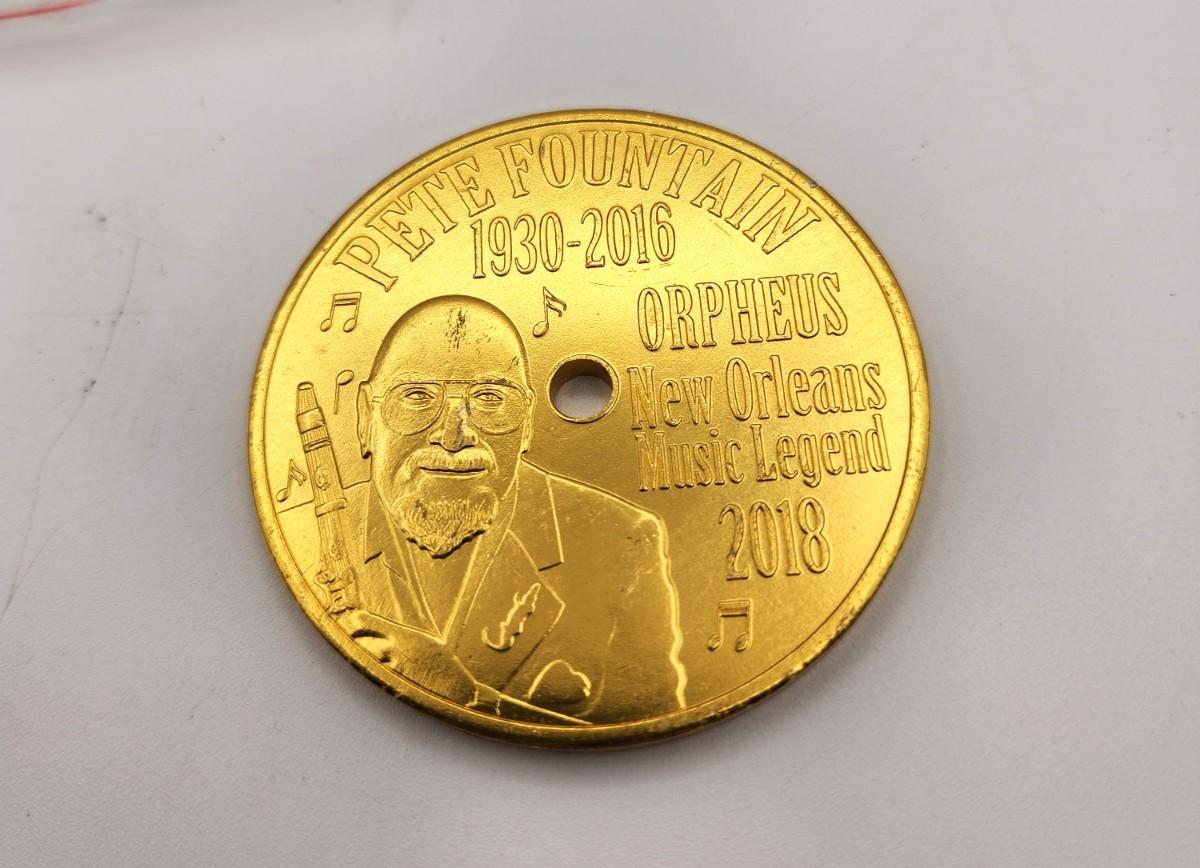 PETE FOUNTAIN
1930-2016
ORPHEUS
New Orleans
Music Legend
2018